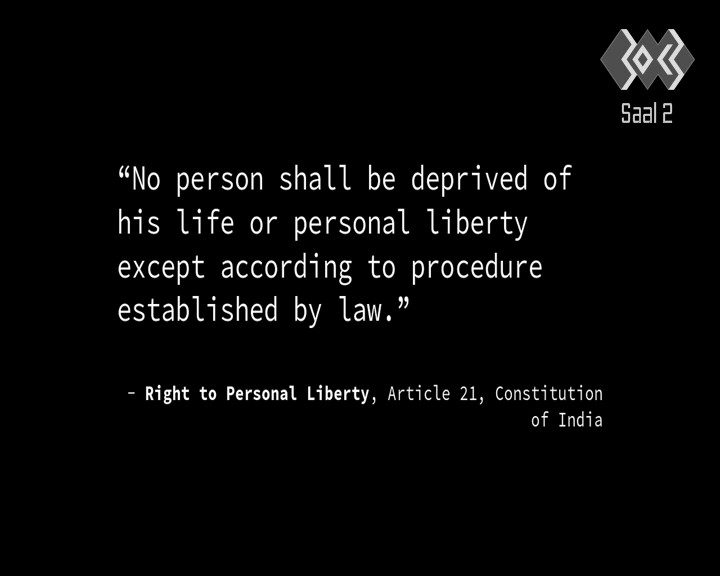 Saal 2
“No person shall be deprived of
his life or personal liberty
except according to procedure
established by law.”
– Right to Personal Liberty, Article 21, Constitution
of India